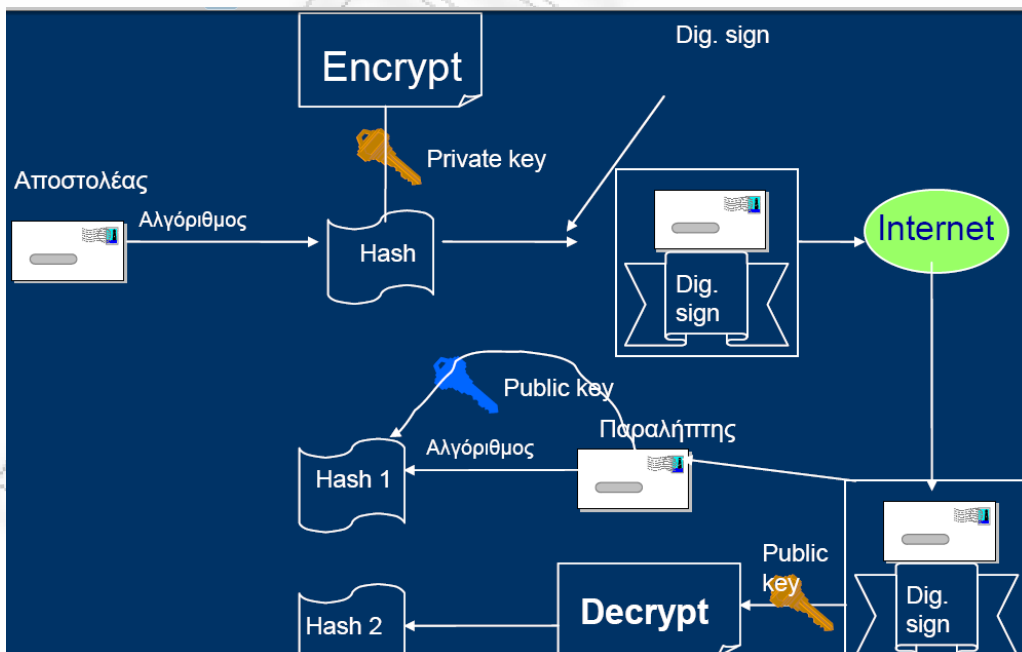 Encrypt
Dig. sign
Private key
Αποστολέας
Αλγόριθμος
Hash
Internet
Dig.
sign
Public key
Παραλήπτης
Αλγόριθμος
Hash 1
Public
key
Decrypt
Dig.
sign
Hash 2